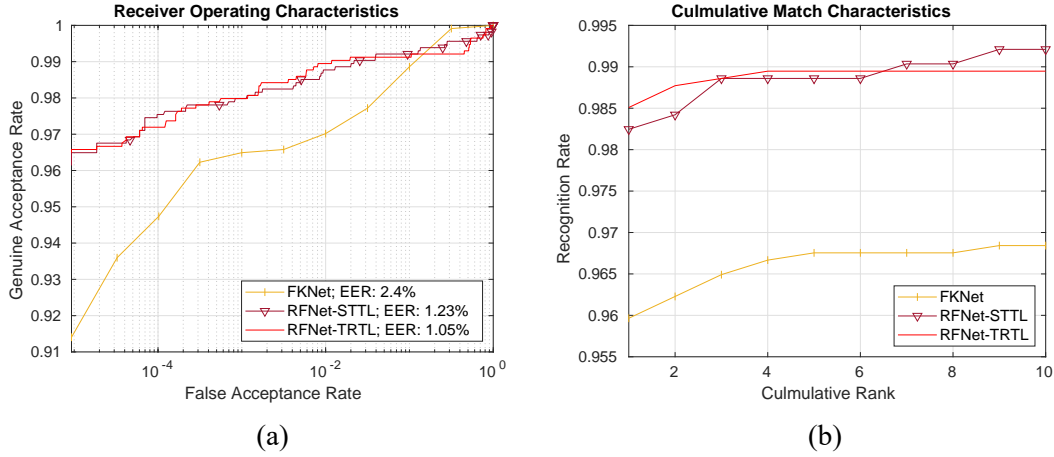 Receiver Operating Characteristics
1
0.99
0.98
0.97
0.96
0.95
0.94
0.93
0.92
0.91
Genuine Acceptance Rate
FKNet; EER: 2.4%
RFNet-STTL; EER: 1.23%
RFNet-TRTL; EER: 1.05%
10-4 10-2 100
False Acceptance Rate
(a)
Culmulative Match Characteristics
0.995
0.99
0.985
0.98
0.975
0.97
0.965
0.96
0.955
Recognition Rate
FKNet
RFNet-STTL
RFNet-TRTL
2 4 6 8 10
Culmulative Rank
(b)